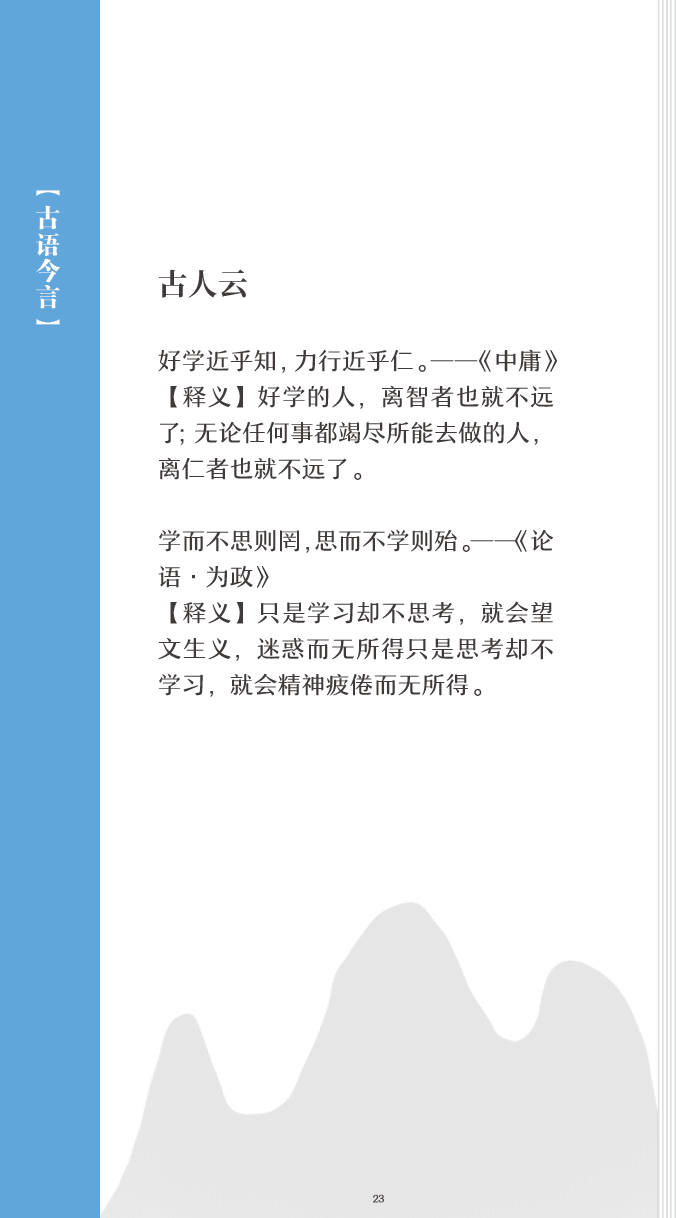 【古语今言】
古人云
好学近乎知，力行近乎仁。——《中庸》
【释义】好学的人，离智者也就不远
了；无论任何事都竭尽所能去做的人，
离仁者也就不远了。
学而不思则罔，思而不学则殆。——《论
语·为政》
【释义】只是学习却不思考，就会望
文生义，迷惑而无所得只是思考却不
学习，就会精神疲倦而无所得。
23